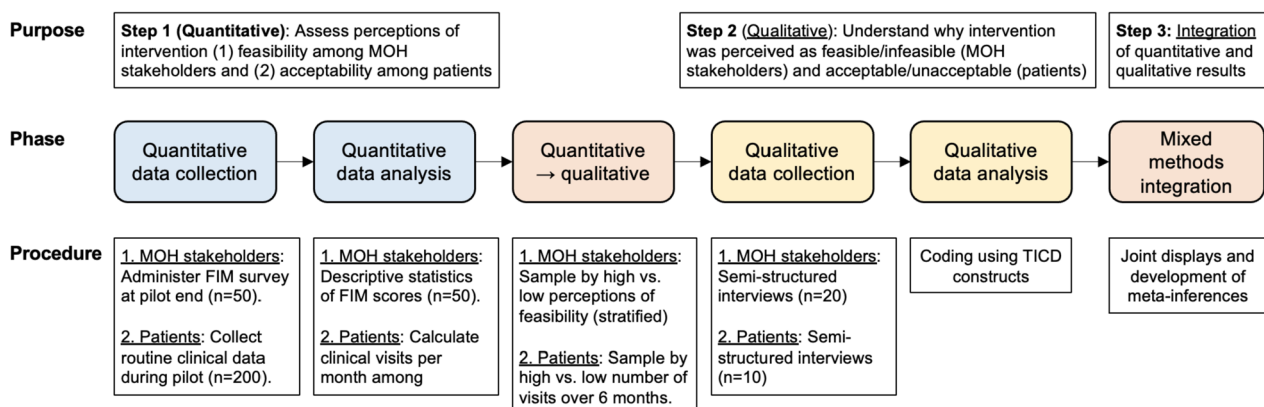 Purpose
Step 1 (Quantitative): Assess perceptions of
intervention (1) feasibility among MOH
stakeholders and (2) acceptability among patients
Step 2 (Qualitative): Understand why intervention
was perceived as feasible/infeasible (MOH
stakeholders) and acceptable/unacceptable (patients)
Step 3: Integration
of quantitative and
qualitative results
Phase
Quantitative
data collection
Quantitative
data analysis
Quantitative
→ qualitative
Qualitative
data collection
Qualitative
data analysis
Mixed
methods
integration
Procedure
1. MOH stakeholders:
Administer FIM survey
at pilot end (n=50).
2. Patients: Collect
routine clinical data
during pilot (n=200).
1. MOH stakeholders:
Descriptive statistics
of FIM scores (n=50).
2. Patients: Calculate
clinical visits per
month among
1. MOH stakeholders:
Sample by high vs.
low perceptions of
feasibility (stratified)
2. Patients: Sample by
high vs. low number of
visits over 6 months.
1. MOH stakeholders:
Semi-structured
interviews (n=20)
2. Patients: Semi-
structured interviews
(n=10)
Coding using TICD
constructs
Joint displays and
development of
meta-inferences